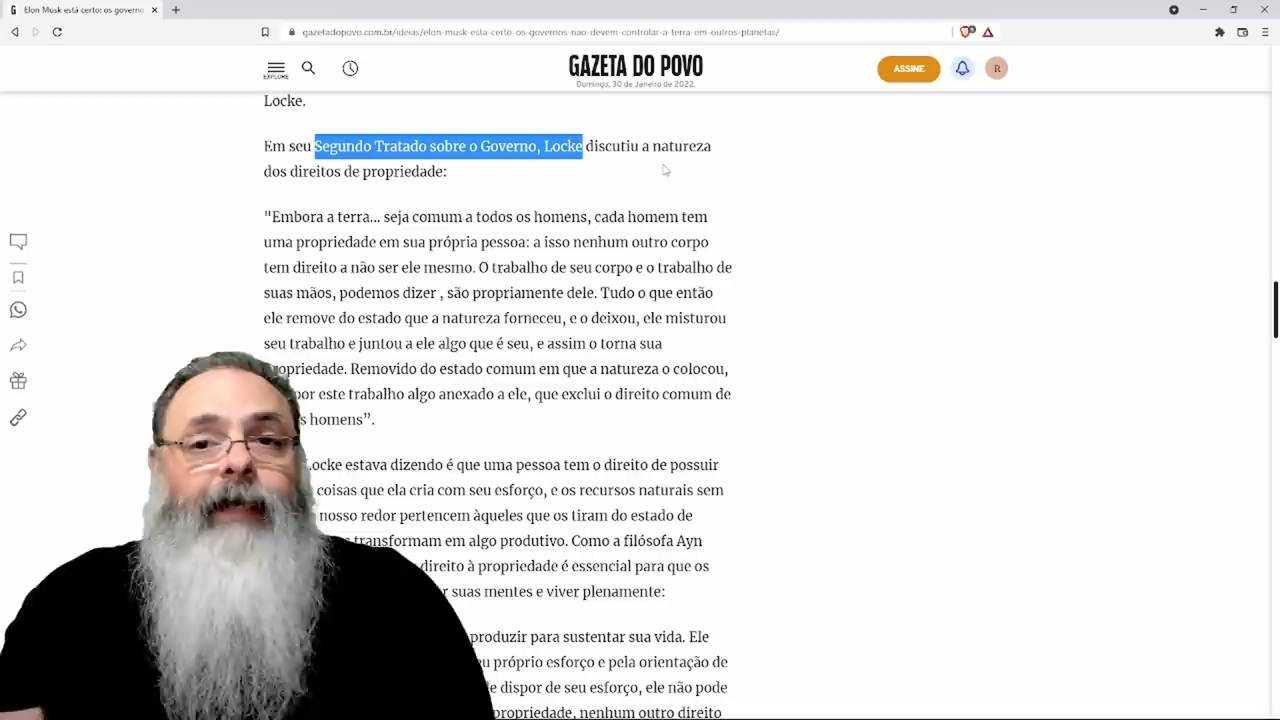 Elon Musk está certo: os governo
gazetadopovo.com.br/ideias/elon-musk-esta-certo-os-governos-nao-devem-controlar-a-terra-em-outros-planetas/
EXPLORE
GAZETA DO POVO
Domingo, 30 de Janeiro de 2022.
ASSINE
R
Locke.
Em seu Segundo Tratado sobre o Governo, Locke discutiu a natureza
dos direitos de propriedade:
"Embora a terra... seja comum a todos os homens, cada homem tem
uma propriedade em sua própria pessoa: a isso nenhum outro corpo
tem direito a não ser ele mesmo. O trabalho de seu corpo e o trabalho de
suas mãos, podemos dizer , são propriamente dele. Tudo o que então
ele remove do estado que a natureza forneceu, e o deixou, ele misturou
seu trabalho e juntou a ele algo que é seu, e assim o torna sua
propriedade. Removido do estado comum em que a natureza o colocou,
por este trabalho algo anexado a ele, que exclui o direito comum de
homens”.
Locke estava dizendo é que uma pessoa tem o direito de possuir
coisas que ela cria com seu esforço, e os recursos naturais sem
nosso redor pertencem àqueles que os tiram do estado de
transformam em algo produtivo. Como a filósofa Ayn
direito à propriedade é essencial para que os
suas mentes e viver plenamente:
produzir para sustentar sua vida. Ele
próprio esforço e pela orientação de
dispor de seu esforço, ele não pode
propriedade, nenhum outro direito